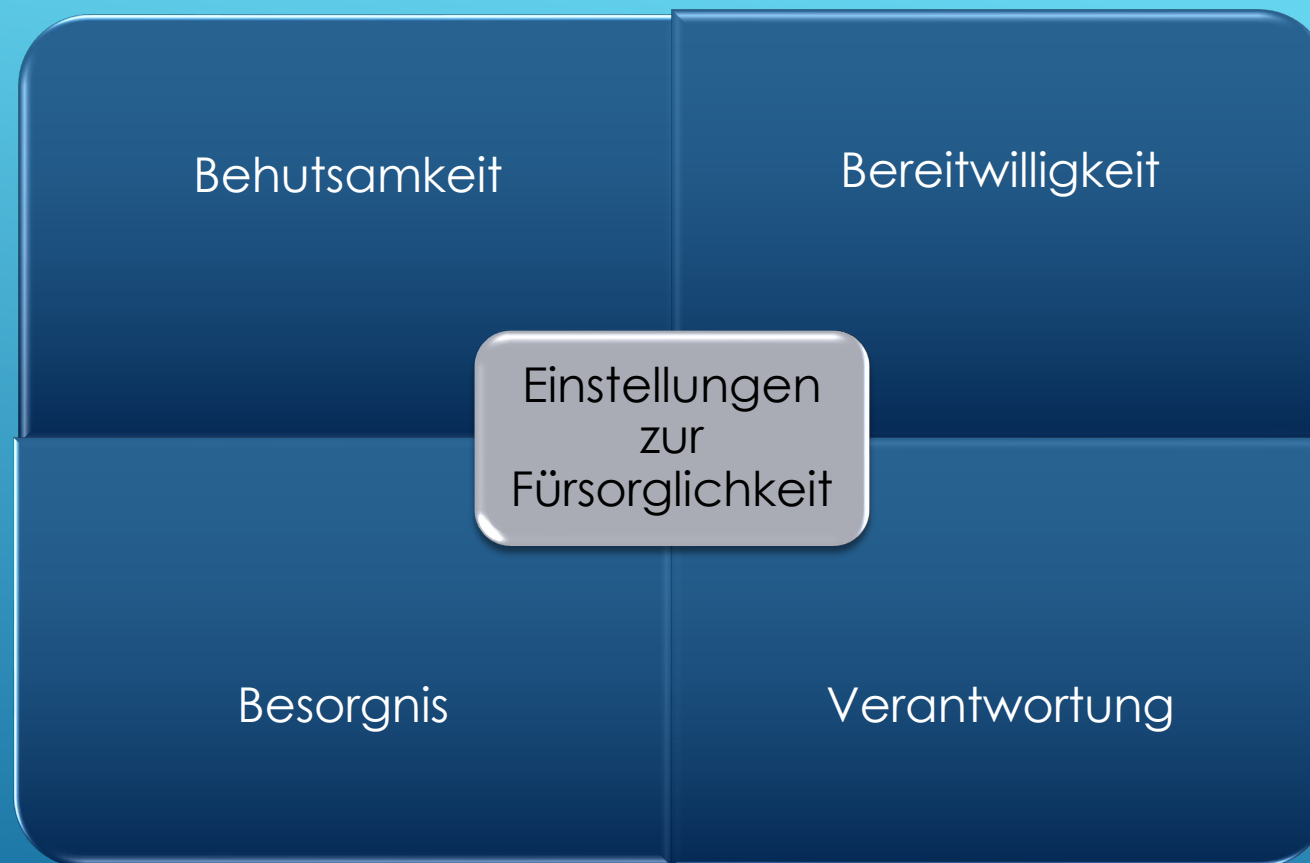 Behutsamkeit
Bereitwilligkeit
Einstellungen
zur
Fürsorglichkeit
Besorgnis
Verantwortung